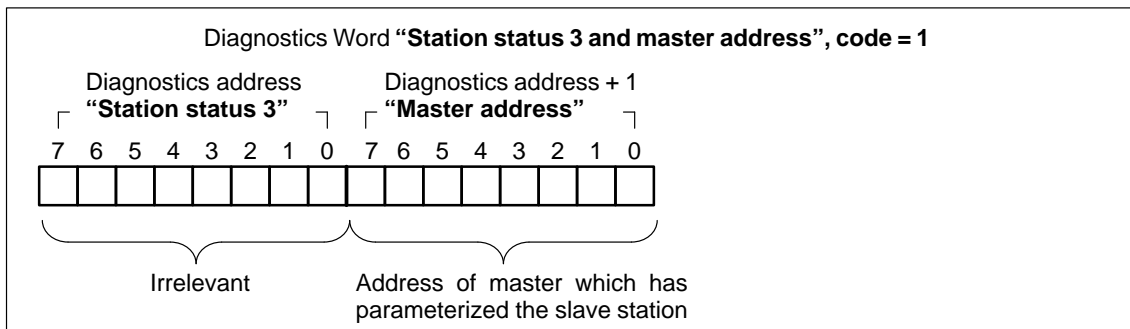 Diagnostics Word “Station status 3 and master address”, code = 1
Diagnostics address Diagnostics address + 1
“Station status 3” “Master address”
7 6 5 4 3 2 1 0 7 6 5 4 3 2 1 0
Irrelevant Address of master which has
parameterized the slave station